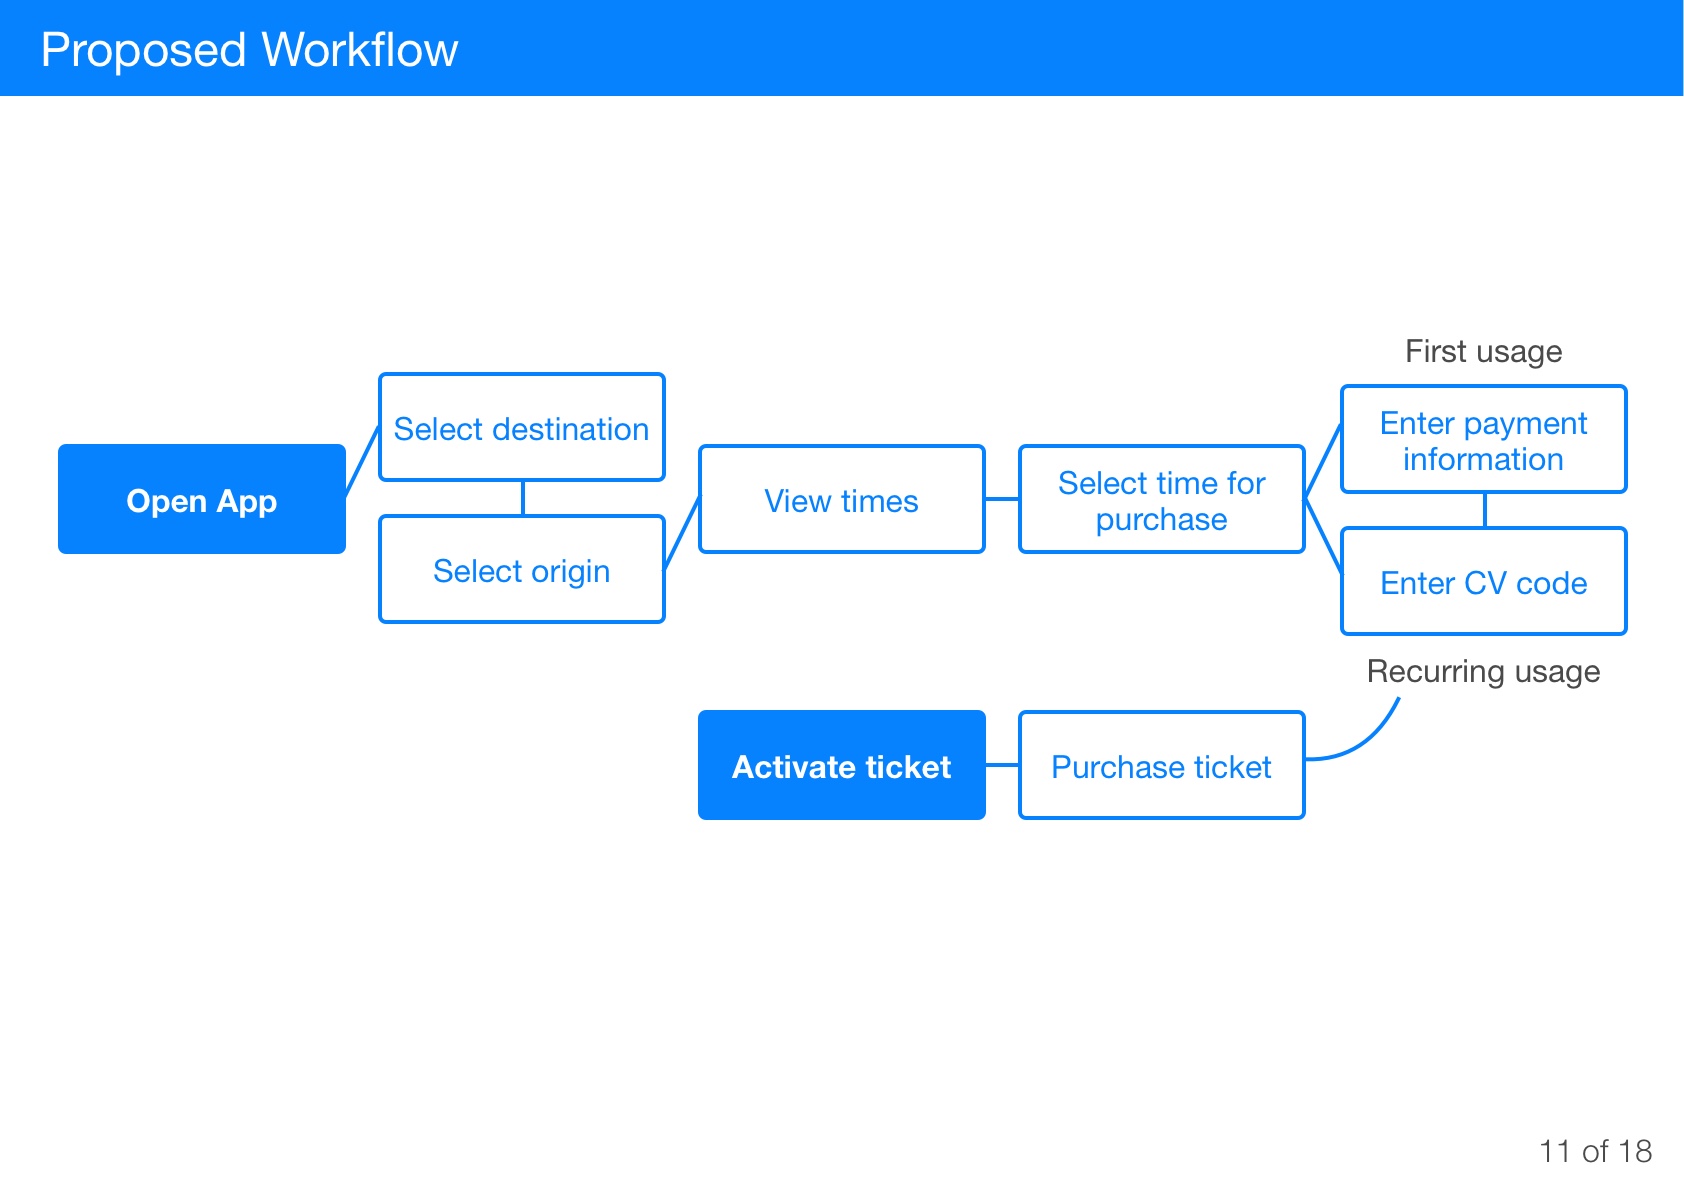 Proposed Workflow
Open App
Select destination
Select origin
View times
Select time for
purchase
First usage
Enter payment
information
Enter CV code
Recurring usage
Purchase ticket
Activate ticket
11 of 18